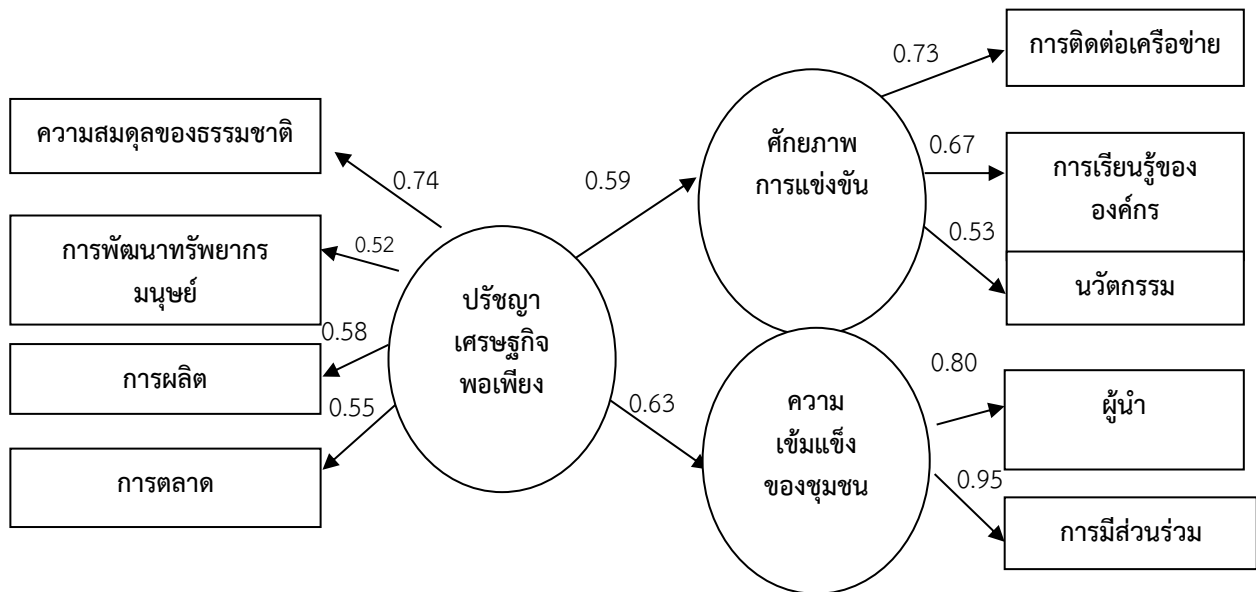 ความสมดุลของธรรมชาติ
0.74
การพัฒนาทรัพยากร
มนุษย์
0.52
การผลิต
0.58
การตลาด
0.55
ปรัชญา
เศรษฐกิจ
พอเพียง
0.59
0.63
ศักยภาพ
การแข่งขัน
0.73
การติดต่อเครือข่าย
0.67
การเรียนรู้ของ
องค์กร
0.53
นวัตกรรม
ความ
เข้มแข็ง
ของชุมชน
0.80
ผู้นำ
0.95
การมีส่วนร่วม